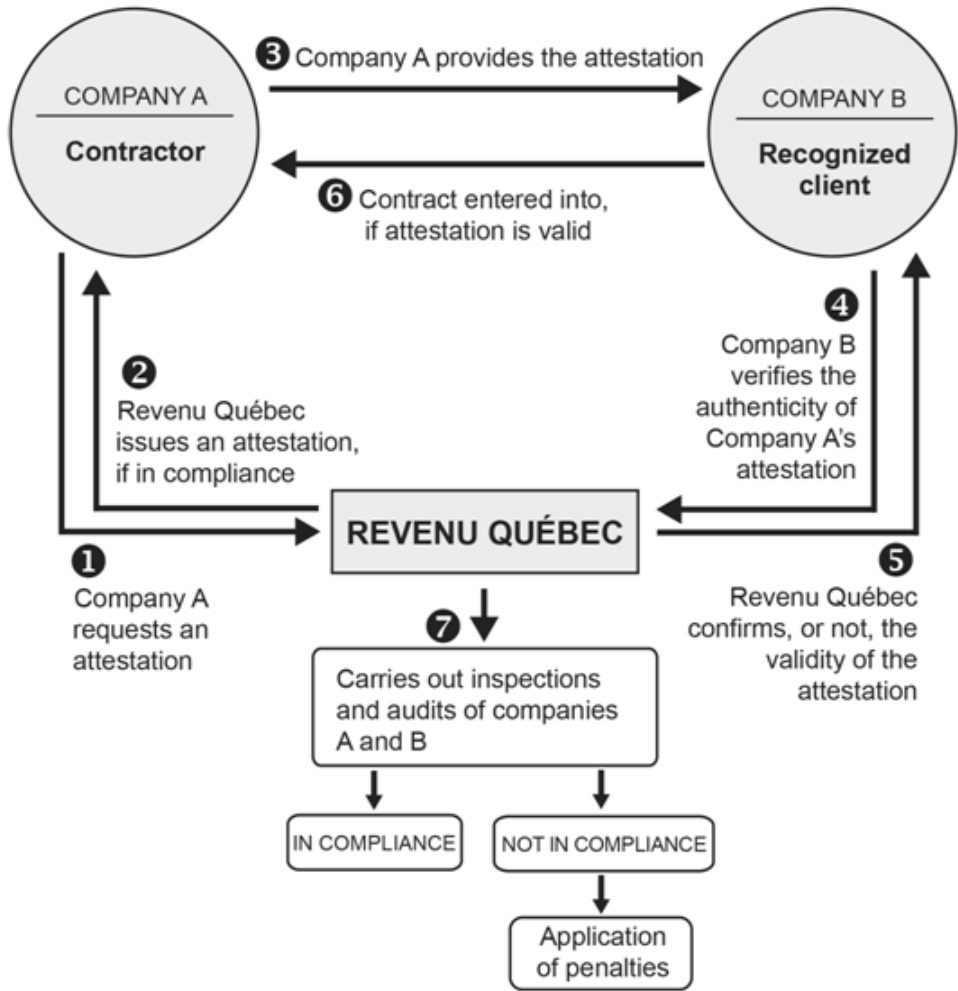 ❸ Company A provides the attestation
COMPANY A
Contractor
COMPANY B
Recognized
client
❻ Contract entered into,
if attestation is valid
❷
Revenu Québec
issues an attestation,
if in compliance
❹
Company B
verifies the
authenticity of
Company A's
attestation
REVENU QUÉBEC
❶
Company A
requests an
attestation
❺
Revenu Québec
confirms, or not, the
validity of the
attestation
❼
Carries out inspections
and audits of companies
A and B
IN COMPLIANCE
NOT IN COMPLIANCE
Application
of penalties